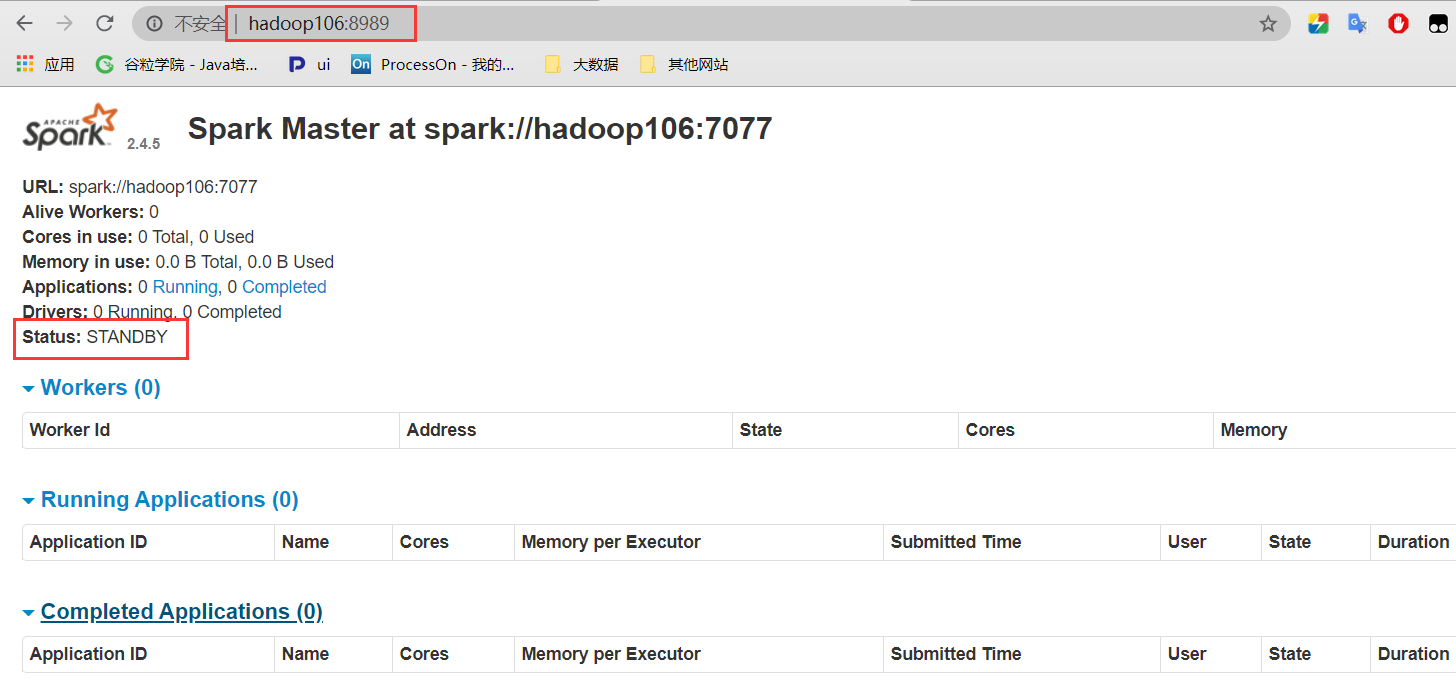 不安全 | hadoop106:8989
应用 谷粒学院 - Java培... ui On ProcessOn - 我的... 大数据 其他网站
APACHE Spark 2.4.5 Spark Master at spark://hadoop106:7077
URL: spark://hadoop106:7077
Alive Workers: 0
Cores in use: 0 Total, 0 Used
Memory in use: 0.0 B Total, 0.0 B Used
Applications: 0 Running, 0 Completed
Drivers: 0 Running, 0 Completed
Status: STANDBY
Workers (0)
Worker Id Address State Cores Memory
Running Applications (0)
Application ID Name Cores Memory per Executor Submitted Time User State Duration
Completed Applications (0)
Application ID Name Cores Memory per Executor Submitted Time User State Duration